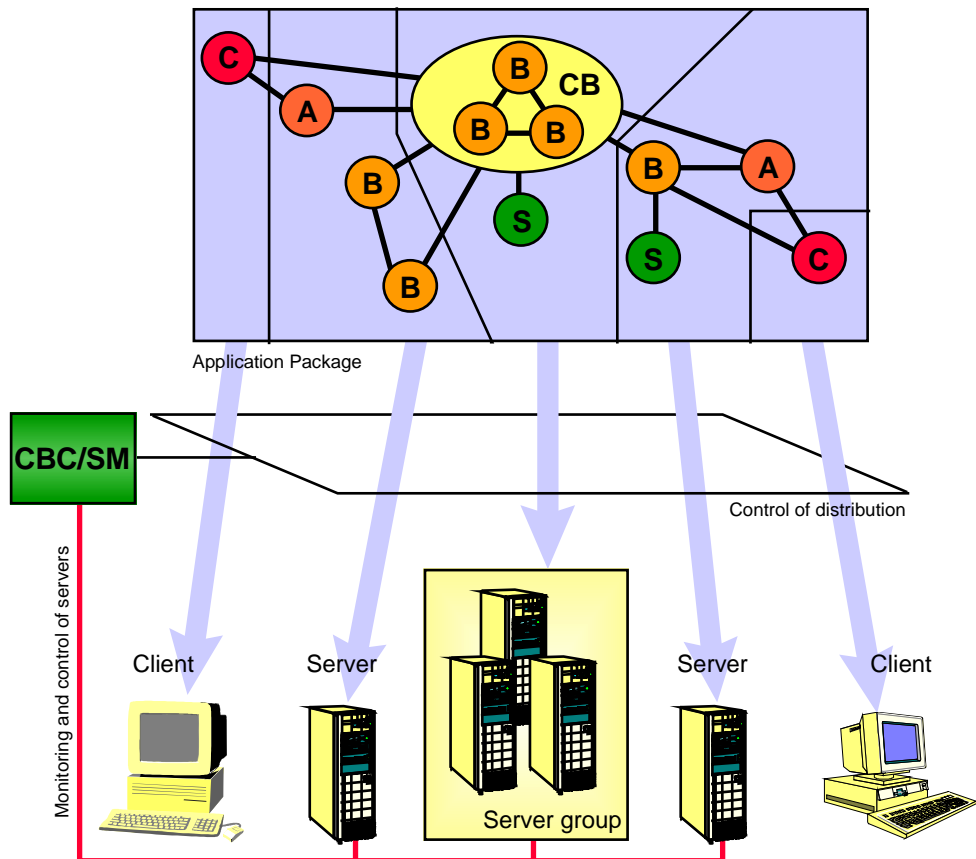 C
B
CB
A
B
B
B
A
B
S
S
C
B
Application Package
CBC/SM
Control of distribution
Monitoring and control of servers
Client
Server
Server
Client
Server group